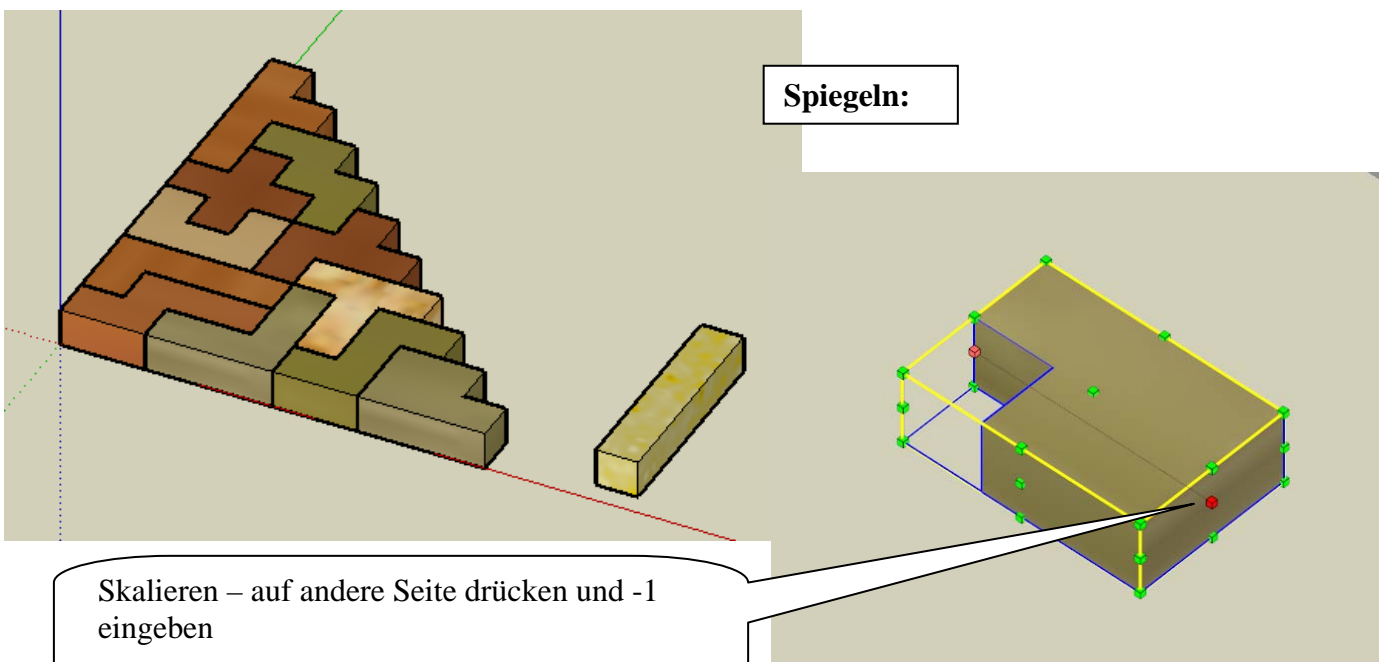 Spiegeln:
Skalieren – auf andere Seite drücken und -1
eingeben